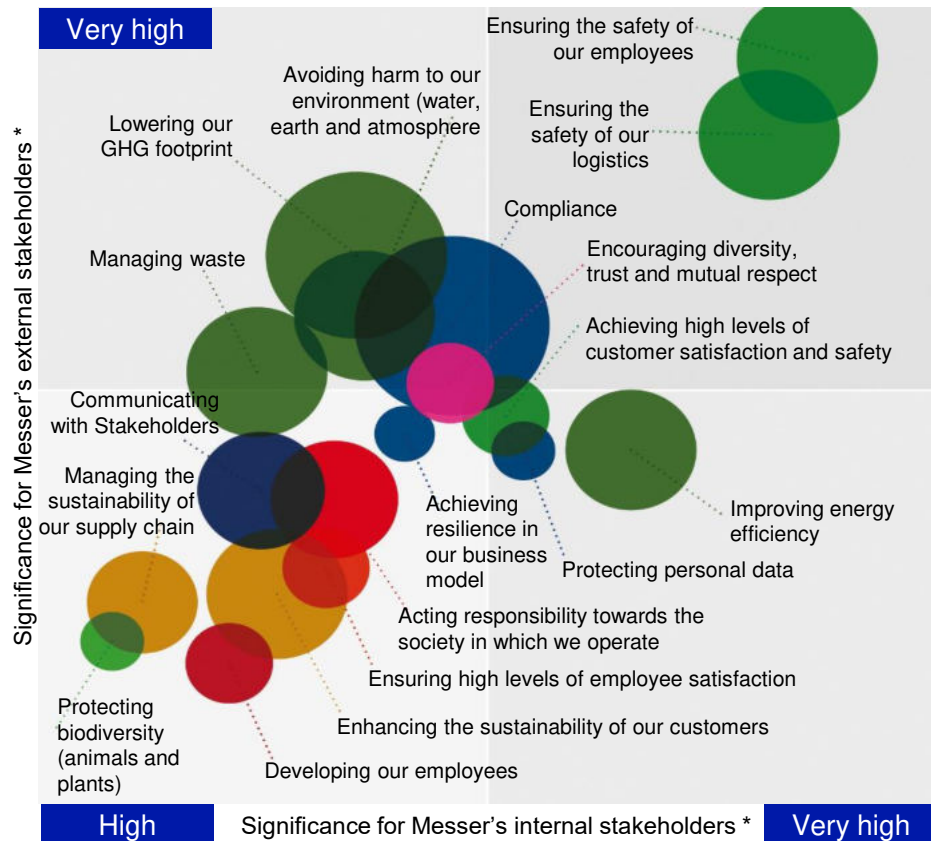 Very high
Ensuring the safety of
our employees
Avoiding harm to our
environment (water,
earth and atmosphere
Lowering our
GHG footprint
Ensuring the
safety of our
logistics
Compliance
Encouraging diversity,
trust and mutual respect
Managing waste
Achieving high levels of
customer satisfaction and safety
Communicating
with Stakeholders
Managing the
sustainability of
our supply chain
Achieving
resilience in
our business
model
Improving energy
efficiency
Protecting personal data
Acting responsibility towards the
society in which we operate
Ensuring high levels of employee satisfaction
Protecting
biodiversity
(animals and
plants)
Enhancing the sustainability of our customers
Developing our employees
Significance for Messer's external stakeholders *
High
Significance for Messer's internal stakeholders *
Very high